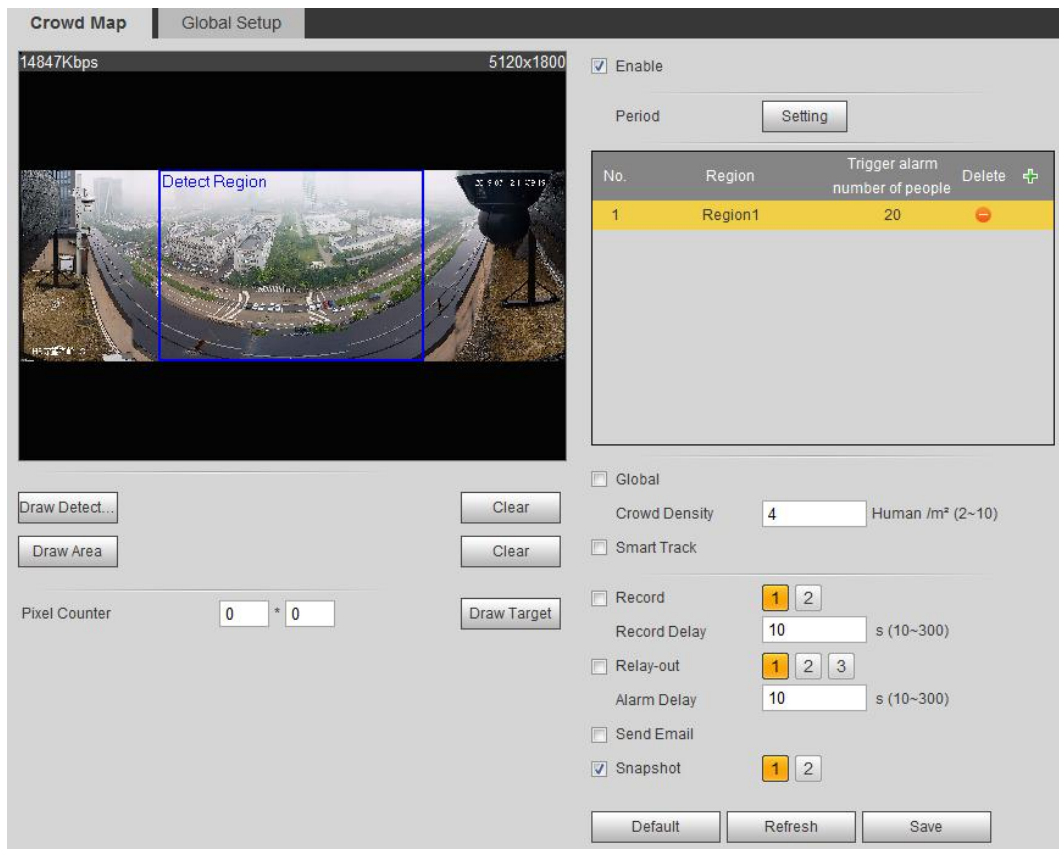 Crowd Map
Global Setup
14847Kbps
5120x1800
Detect Region
Draw Detect...
Clear
Draw Area
Clear
Pixel Counter
0 * 0
Draw Target
Enable
Period
Setting
No. Region Trigger alarm number of people Delete
1 Region1 20
Global
Crowd Density 4 Human /m² (2~10)
Smart Track
Record 1 2
Record Delay 10 s (10~300)
Relay-out 1 2 3
Alarm Delay 10 s (10~300)
Send Email
Snapshot 1 2
Default Refresh Save